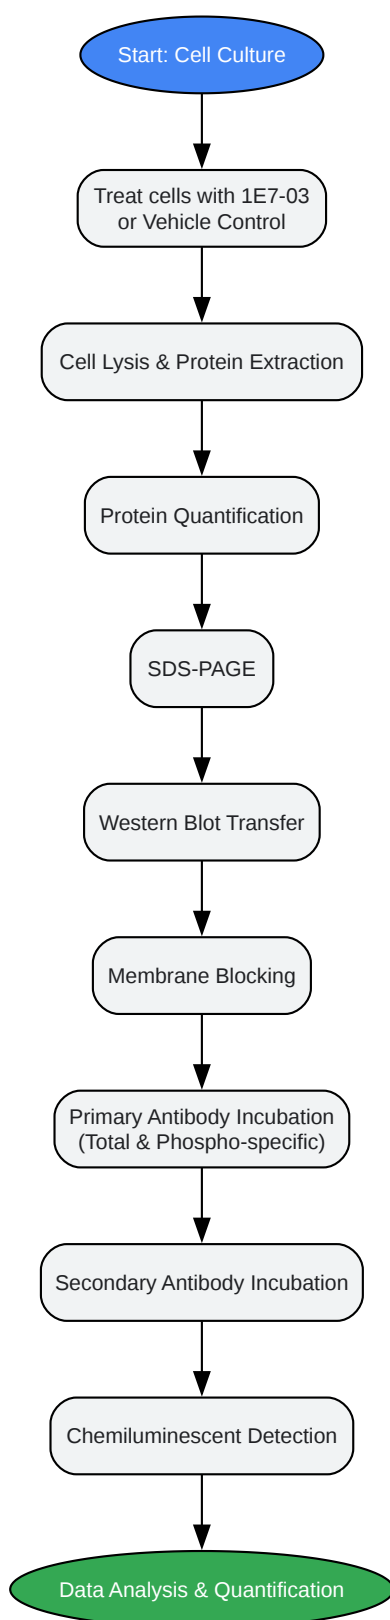 Start: Cell Culture
Treat cells with 1E7-03
or Vehicle Control
Cell Lysis & Protein Extraction
Protein Quantification
SDS-PAGE
Western Blot Transfer
Membrane Blocking
Primary Antibody Incubation
(Total & Phospho-specific)
Secondary Antibody Incubation
Chemiluminescent Detection
Data Analysis & Quantification